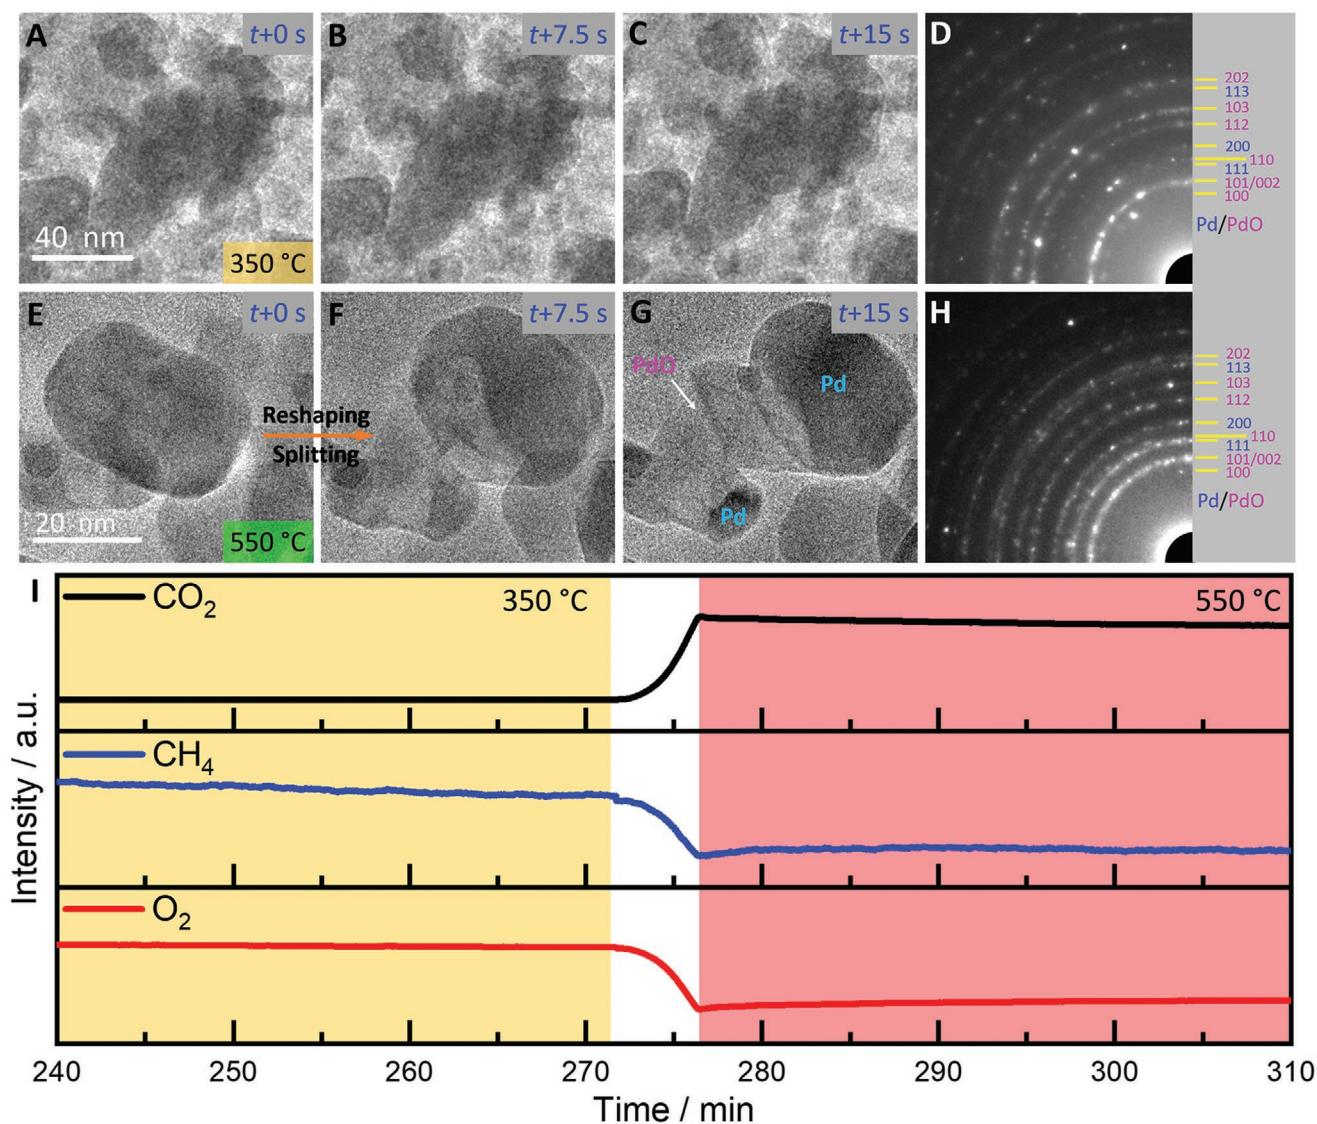 A
t+0 s
40 nm
350 °C
B
t+7.5 s
C
t+15 s
D
202
113
103
112
200
110
111
101/002
100
Pd/PdO
E
t+0 s
20 nm
550 °C
Reshaping
Splitting
F
t+7.5 s
G
t+15 s
PdO
Pd
Pd
H
202
113
103
112
200
110
111
101/002
100
Pd/PdO
I
CO₂
350 °C
550 °C
CH₄
O₂
Intensity / a.u.
240 250 260 270 280 290 300 310
Time / min